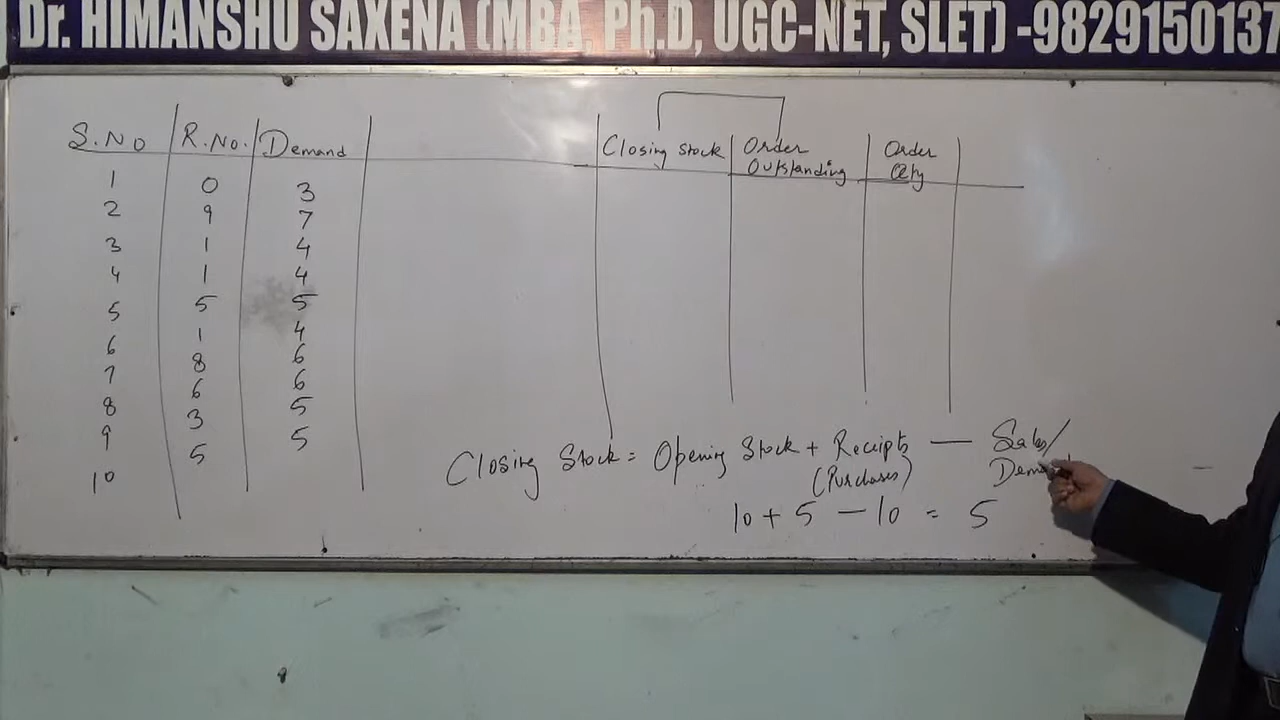 Dr. HIMANSHU SAXENA (MBA, Ph.D, UGC-NET, SLET) -9829150137
S.No R.No. Demand Closing Stock Order Outstanding Order Qty
1 0 3
2 9 7
3 1 4
4 1 4
5 5 5
6 1 4
7 8 6
8 6 6
9 3 5
10 5 5
Closing Stock = Opening Stock + Receipts — Sales/
(Purchases)
10 + 5 — 10 = 5